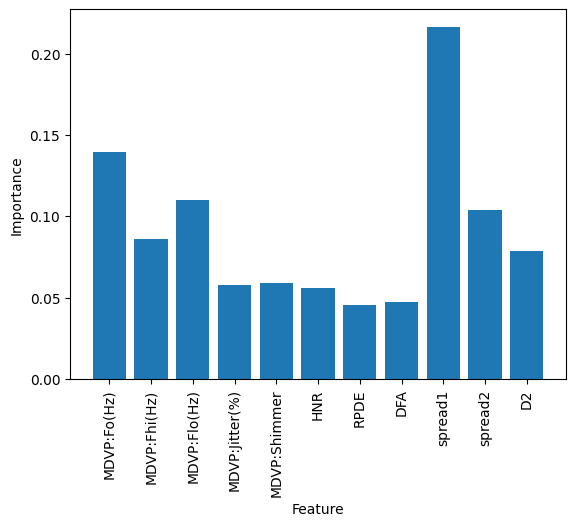 0.20
0.15
0.10
0.05
0.00
Importance
MDVP:Fo(Hz)
MDVP:Fhi(Hz)
MDVP:Flo(Hz)
MDVP:Jitter(%)
MDVP:Shimmer
HNR
RPDE
DFA
spread1
spread2
D2
Feature